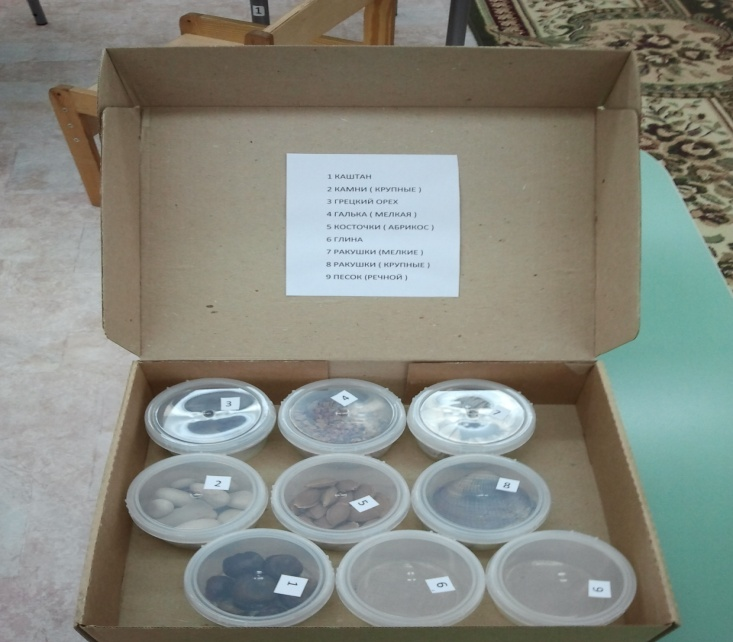 1
1 КАШТАН
2 КАМНИ ( КРУПНЫЕ )
3 ГРЕЦКИЙ ОРЕХ
4 ГАЛЬКА ( МЕЛКАЯ )
5 КОСТОЧКИ ( АБРИКОС )
6 ГЛИНА
7 РАКУШКИ (МЕЛКИЕ )
8 РАКУШКИ ( КРУПНЫЕ )
9 ПЕСОК (РЕЧНОЙ )
3
4
7
2
5
8
1
6
9